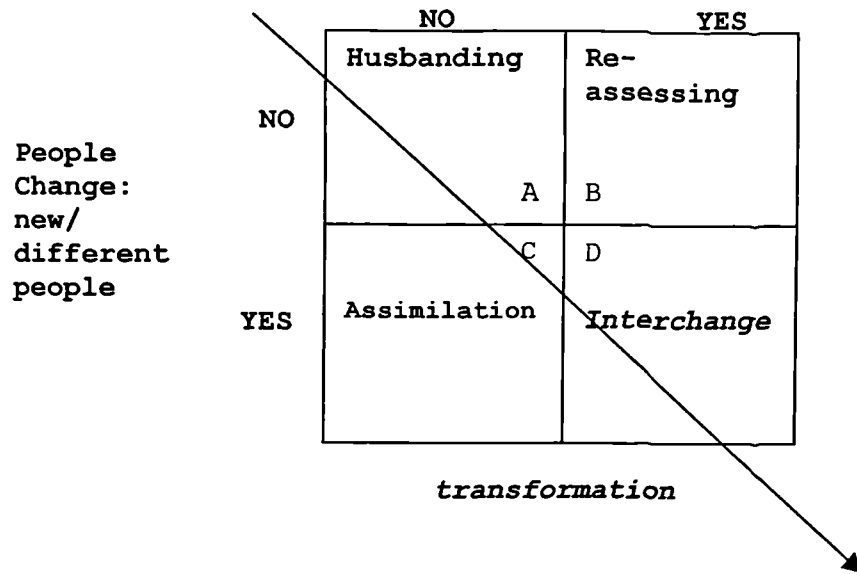 NO YES
Husbanding Re-
assessing
NO
People
Change:
new/
different
people
A B
C D
YES Assimilation Interchange
transformation